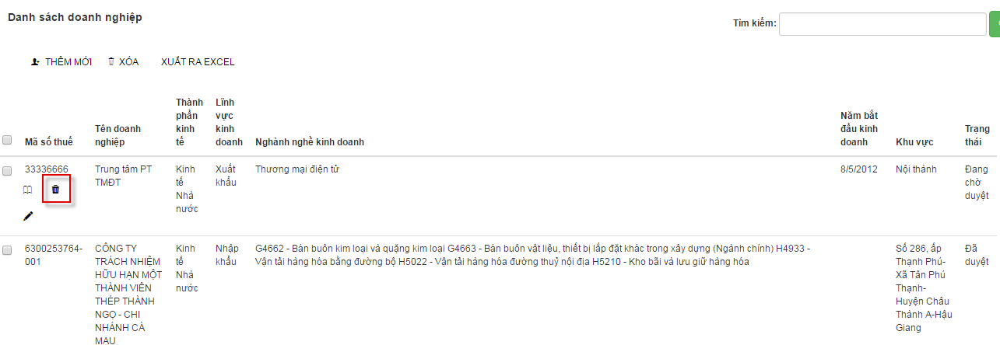 Danh sách doanh nghiệp
Tìm kiếm:
THÊM MỚI XÓA XUẤT RA EXCEL
Mã số thuế
Tên doanh
nghiệp
Thành
phần
kinh
tế
Lĩnh
vực
kinh
doanh
Nghành nghề kinh doanh
Năm bắt
đầu kinh
doanh
Khu vực
Trạng
thái
33336666
Trung tâm PT
TMĐT
Kinh
tế
Nhà
nước
Xuất
khẩu
Thương mại điện tử
8/5/2012
Nội thành
Đang
chờ
duyệt
6300253764-
001
CÔNG TY
TRÁCH NHIỆM
HỮU HẠN MỘT
THÀNH VIÊN
THÉP THÀNH
NGỌ - CHI
NHÁNH CÀ
MAU
Kinh
tế
Nhà
nước
Nhập
khẩu
G4662 - Bán buôn kim loại và quặng kim loại G4663 - Bán buôn vật liệu, thiết bị lắp đặt khác trong xây dựng (Ngành chính) H4933 -
Vận tải hàng hóa bằng đường bộ H5022 - Vận tải hàng hóa đường thuỷ nội địa H5210 - Kho bãi và lưu giữ hàng hóa
Số 286, ấp
Thạnh Phú-
Xã Tân Phú
Thạnh-
Huyện Châu
Thành A-Hậu
Giang
Đã
duyệt